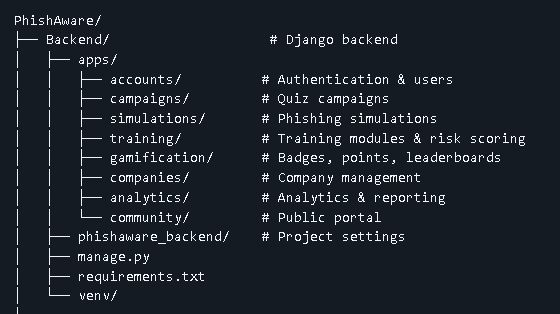 PhishAware/
├── Backend/                    # Django backend
│   ├── apps/
│   │   ├── accounts/          # Authentication & users
│   │   ├── campaigns/         # Quiz campaigns
│   │   ├── simulations/       # Phishing simulations
│   │   ├── training/          # Training modules & risk scoring
│   │   ├── gamification/      # Badges, points, leaderboards
│   │   ├── companies/         # Company management
│   │   ├── analytics/         # Analytics & reporting
│   │   └── community/         # Public portal
│   ├── phishaware_backend/    # Project settings
│   ├── manage.py
│   ├── requirements.txt
│   └── venv/